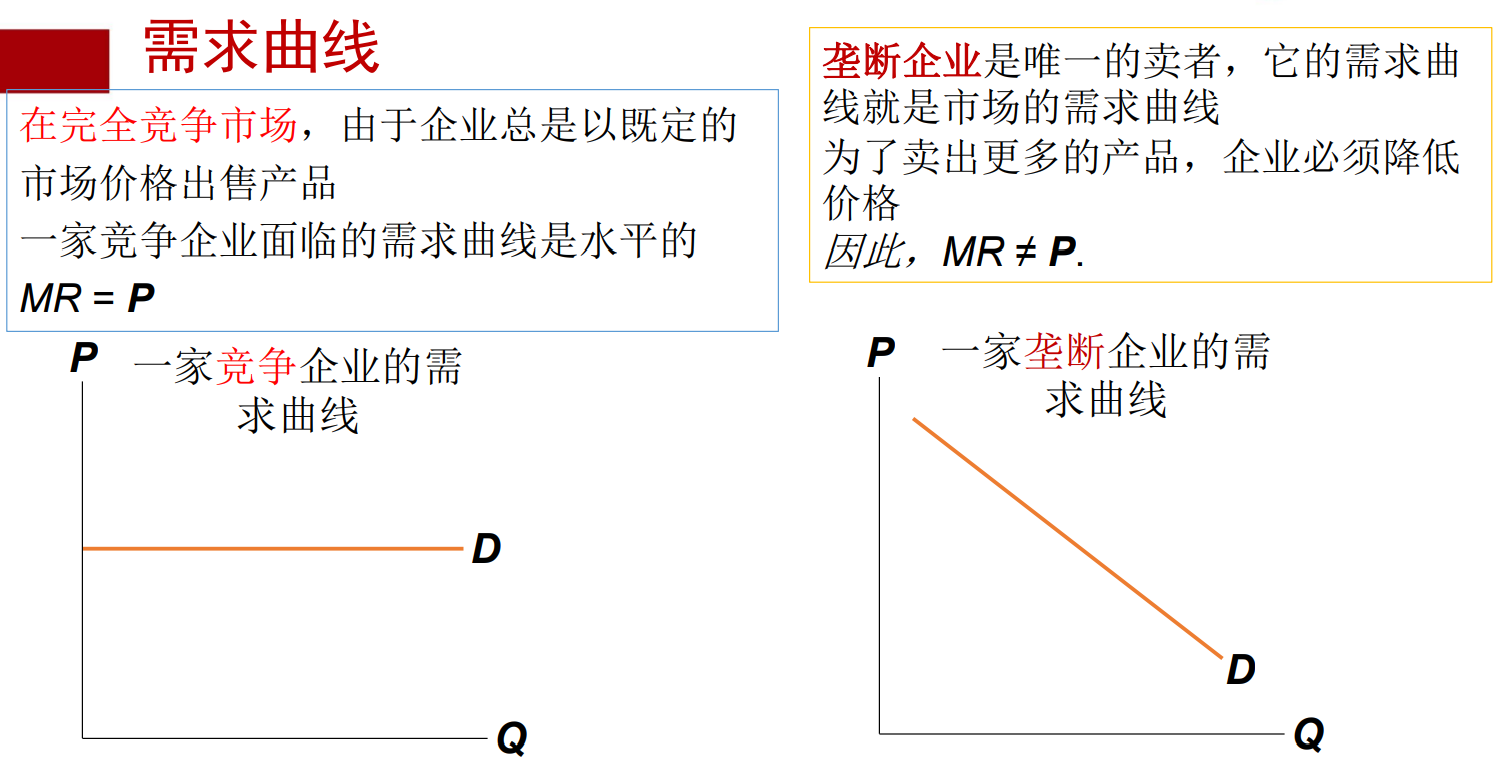 需求曲线
在完全竞争市场，由于企业总是以既定的
市场价格出售产品
一家竞争企业面临的需求曲线是水平的
MR = P
垄断企业是唯一的卖者，它的需求曲
线就是市场的需求曲线
为了卖出更多的产品，企业必须降低
价格
因此，MR ≠ P.
P
一家竞争企业的需
求曲线
D
Q
P
一家垄断企业的需
求曲线
D
Q